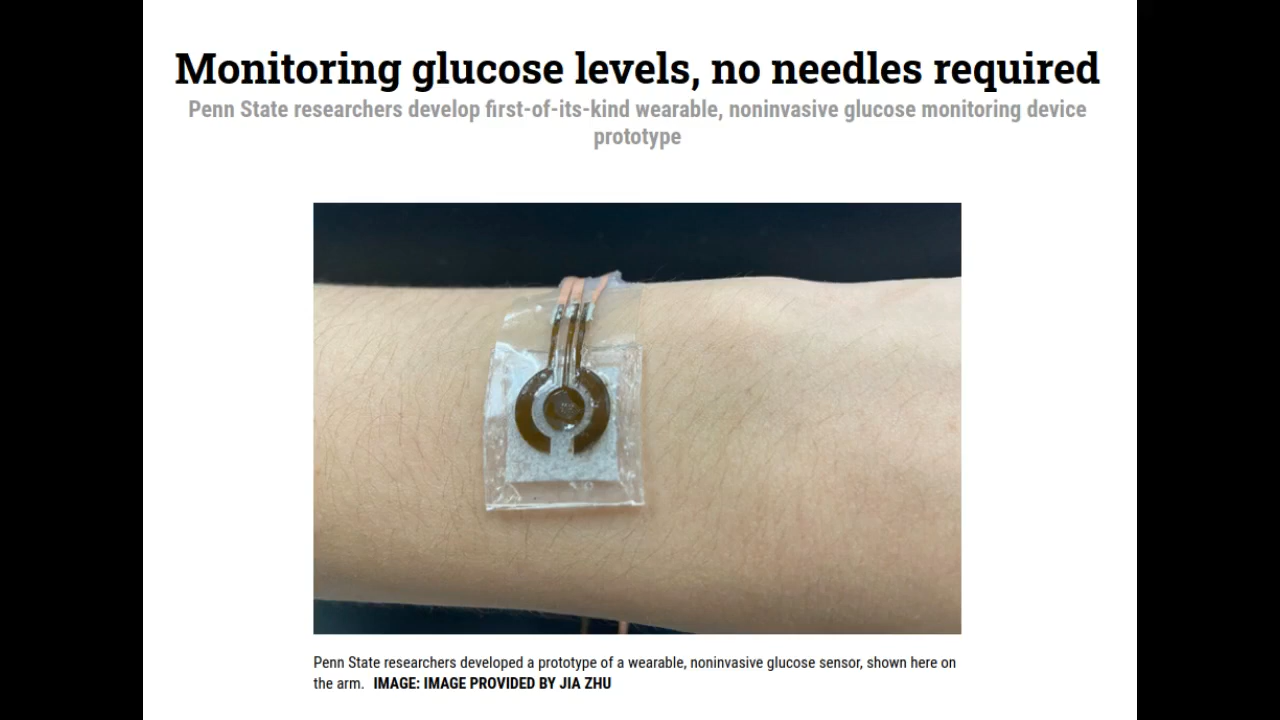 Monitoring glucose levels, no needles required
Penn State researchers develop first-of-its-kind wearable, noninvasive glucose monitoring device
prototype
Penn State researchers developed a prototype of a wearable, noninvasive glucose sensor, shown here on
the arm. IMAGE: IMAGE PROVIDED BY JIA ZHU